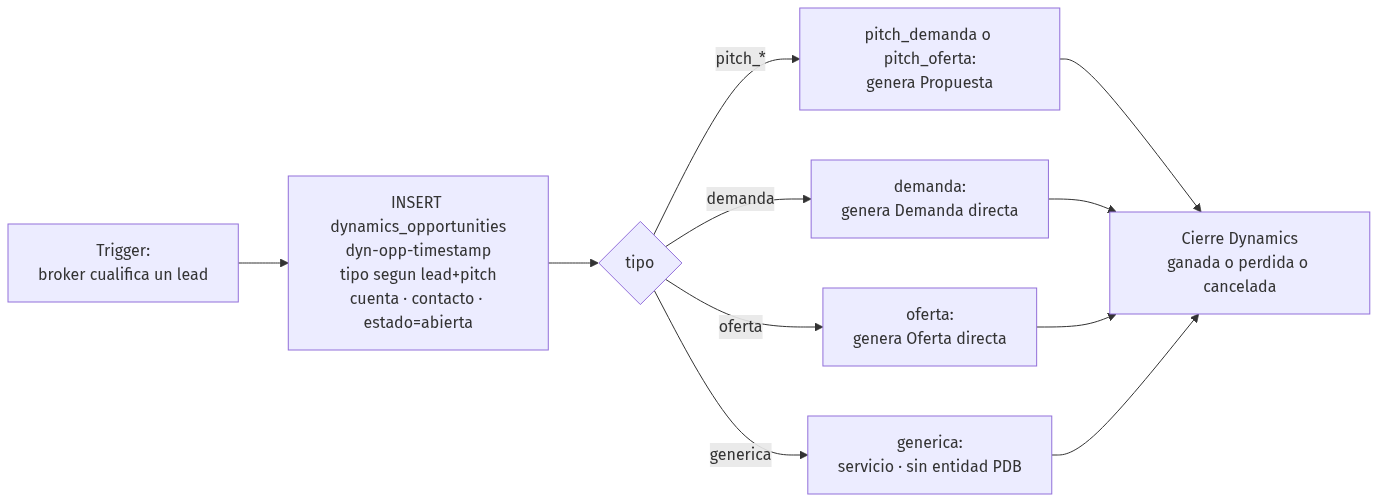 Trigger:
broker cualifica un lead
INSERT
dynamics_opportunities
dyn-opp-timestamp
tipo segun lead+pitch
cuenta · contacto ·
estado=abierta
tipo
pitch_*
demanda
oferta
generica
pitch_demanda o
pitch_oferta:
genera Propuesta
demanda:
genera Demanda directa
oferta:
genera Oferta directa
generica:
servicio · sin entidad PDB
Cierre Dynamics
ganada o perdida o
cancelada